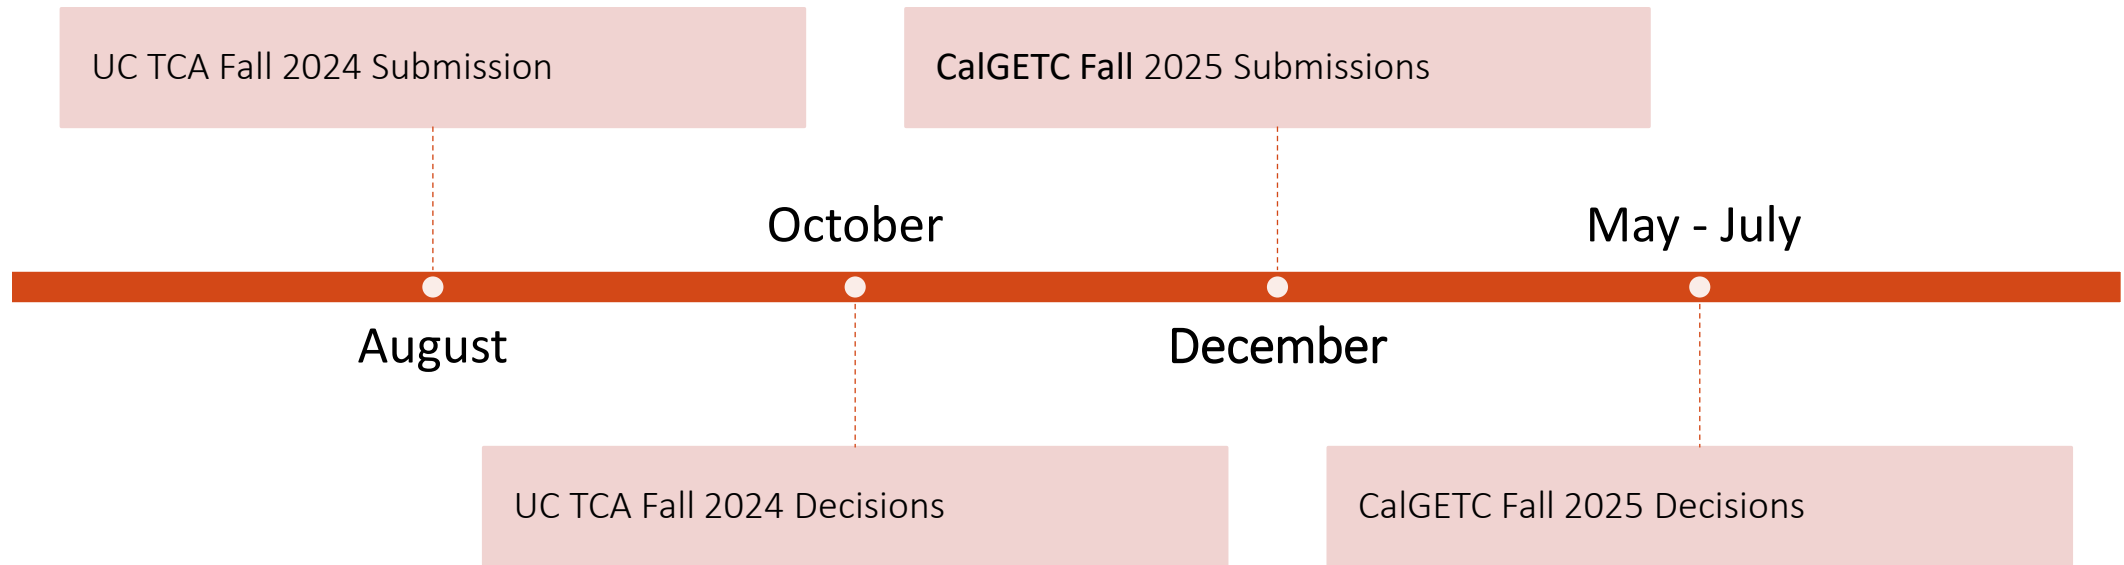 UC TCA Fall 2024 Submission
CalGETC Fall 2025 Submissions
October
May - July
August
December
UC TCA Fall 2024 Decisions
CalGETC Fall 2025 Decisions